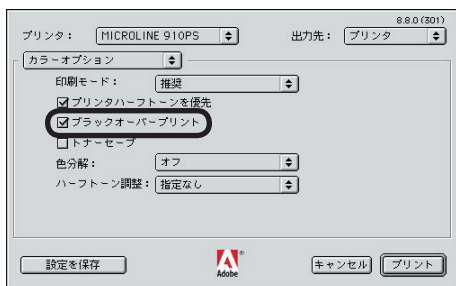 8.8.0 (301)
プリンタ： MICROLINE 910PS 出力先： プリンタ
カラーオプション
印刷モード： 推奨
プリンタハーフトーンを優先
ブラックオーバープリント
トナーセーブ
色分解： オフ
ハーフトーン調整： 指定なし
設定を保存 Adobe キャンセル プリント